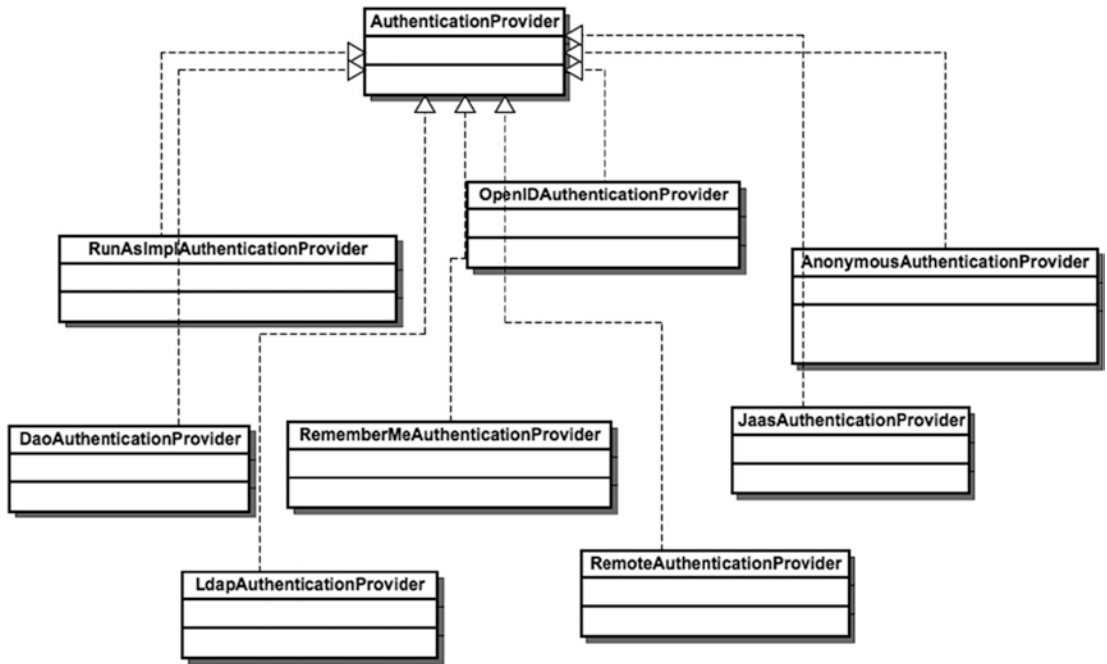 AuthenticationProvider
OpenIDAuthenticationProvider
RunAsImplAuthenticationProvider
AnonymousAuthenticationProvider
DaoAuthenticationProvider
RememberMeAuthenticationProvider
JaasAuthenticationProvider
LdapAuthenticationProvider
RemoteAuthenticationProvider